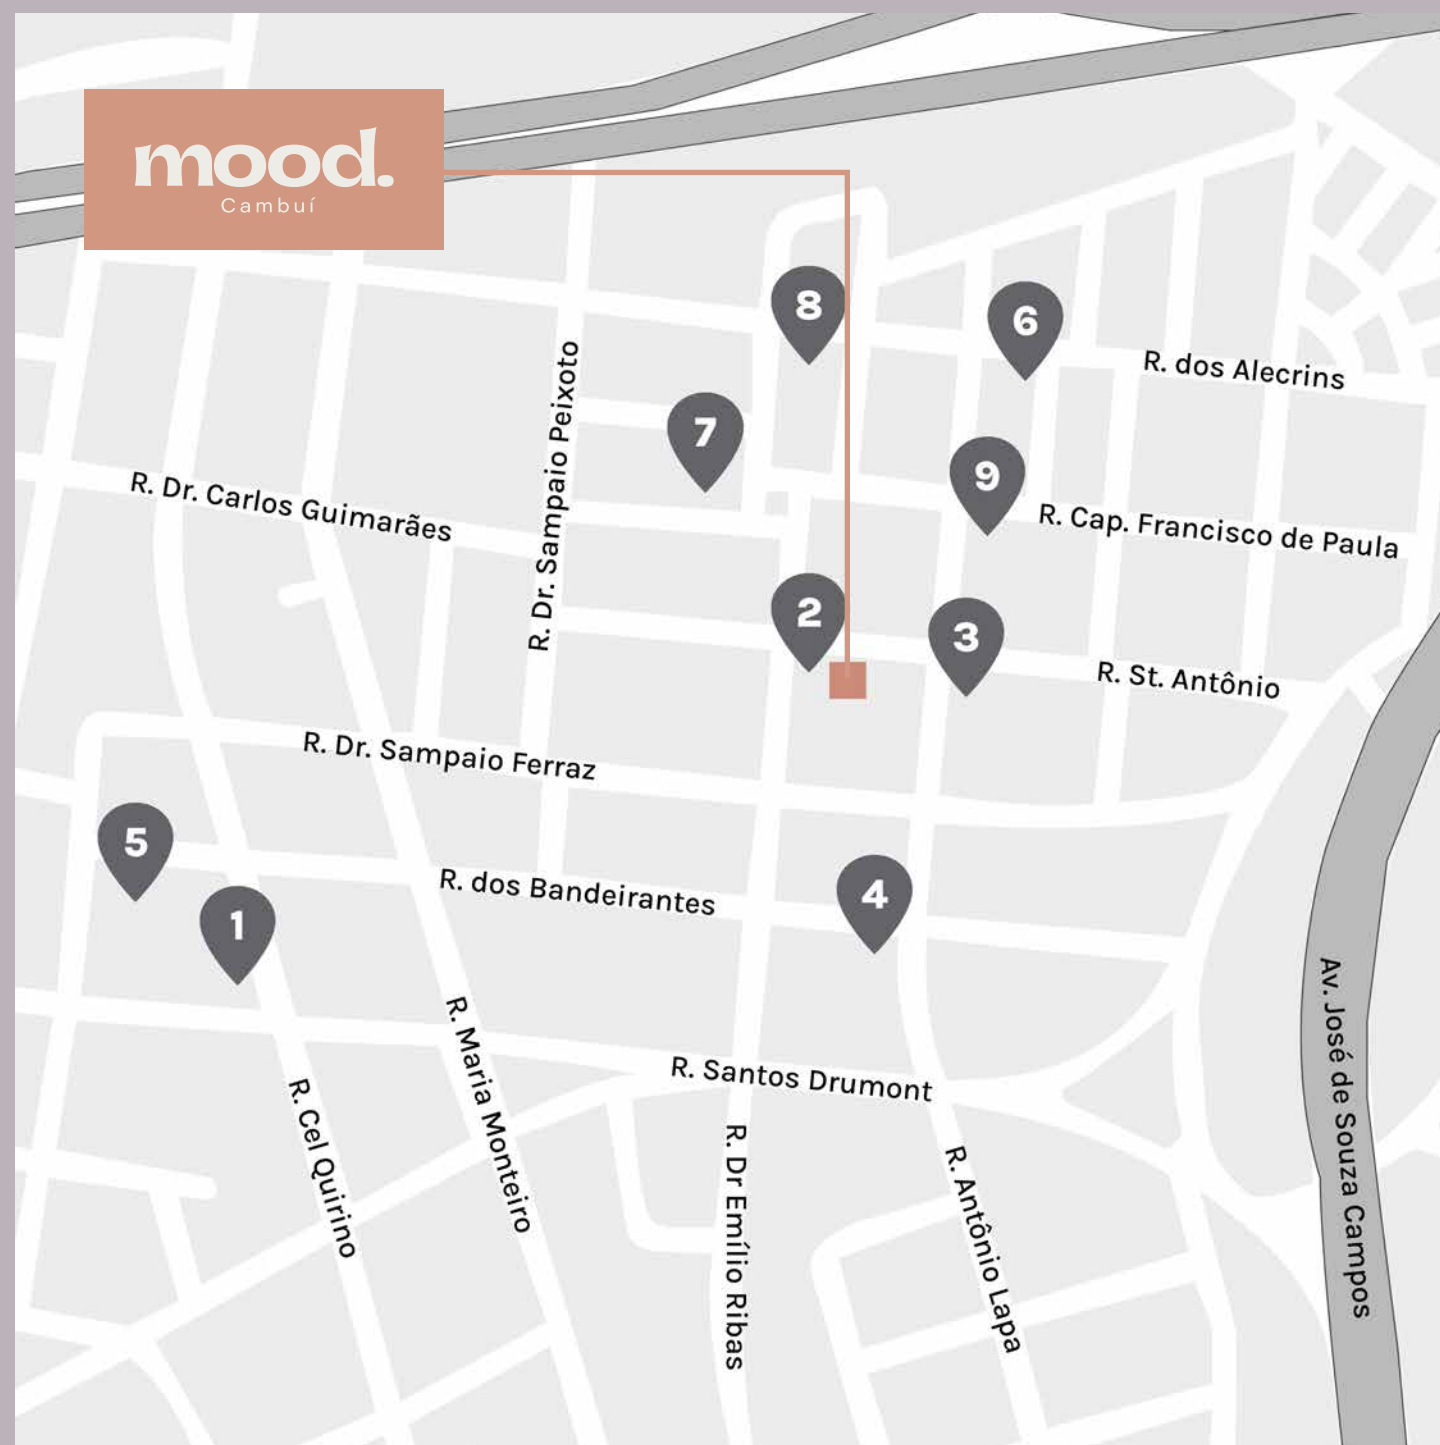 mood.
Cambuí
8
6
R. dos Alecrins
7
R. Dr. Sampaio Peixoto
9
R. Dr. Carlos Guimarães
R. Cap. Francisco de Paula
2
3
R. St. Antônio
R. Dr. Sampaio Ferraz
5
4
R. dos Bandeirantes
1
Av. José de Souza Campos
R. Maria Monteiro
R. Santos Drumont
R. Cel Quirino
R. Dr Emílio Ribas
R. Antônio Lapa